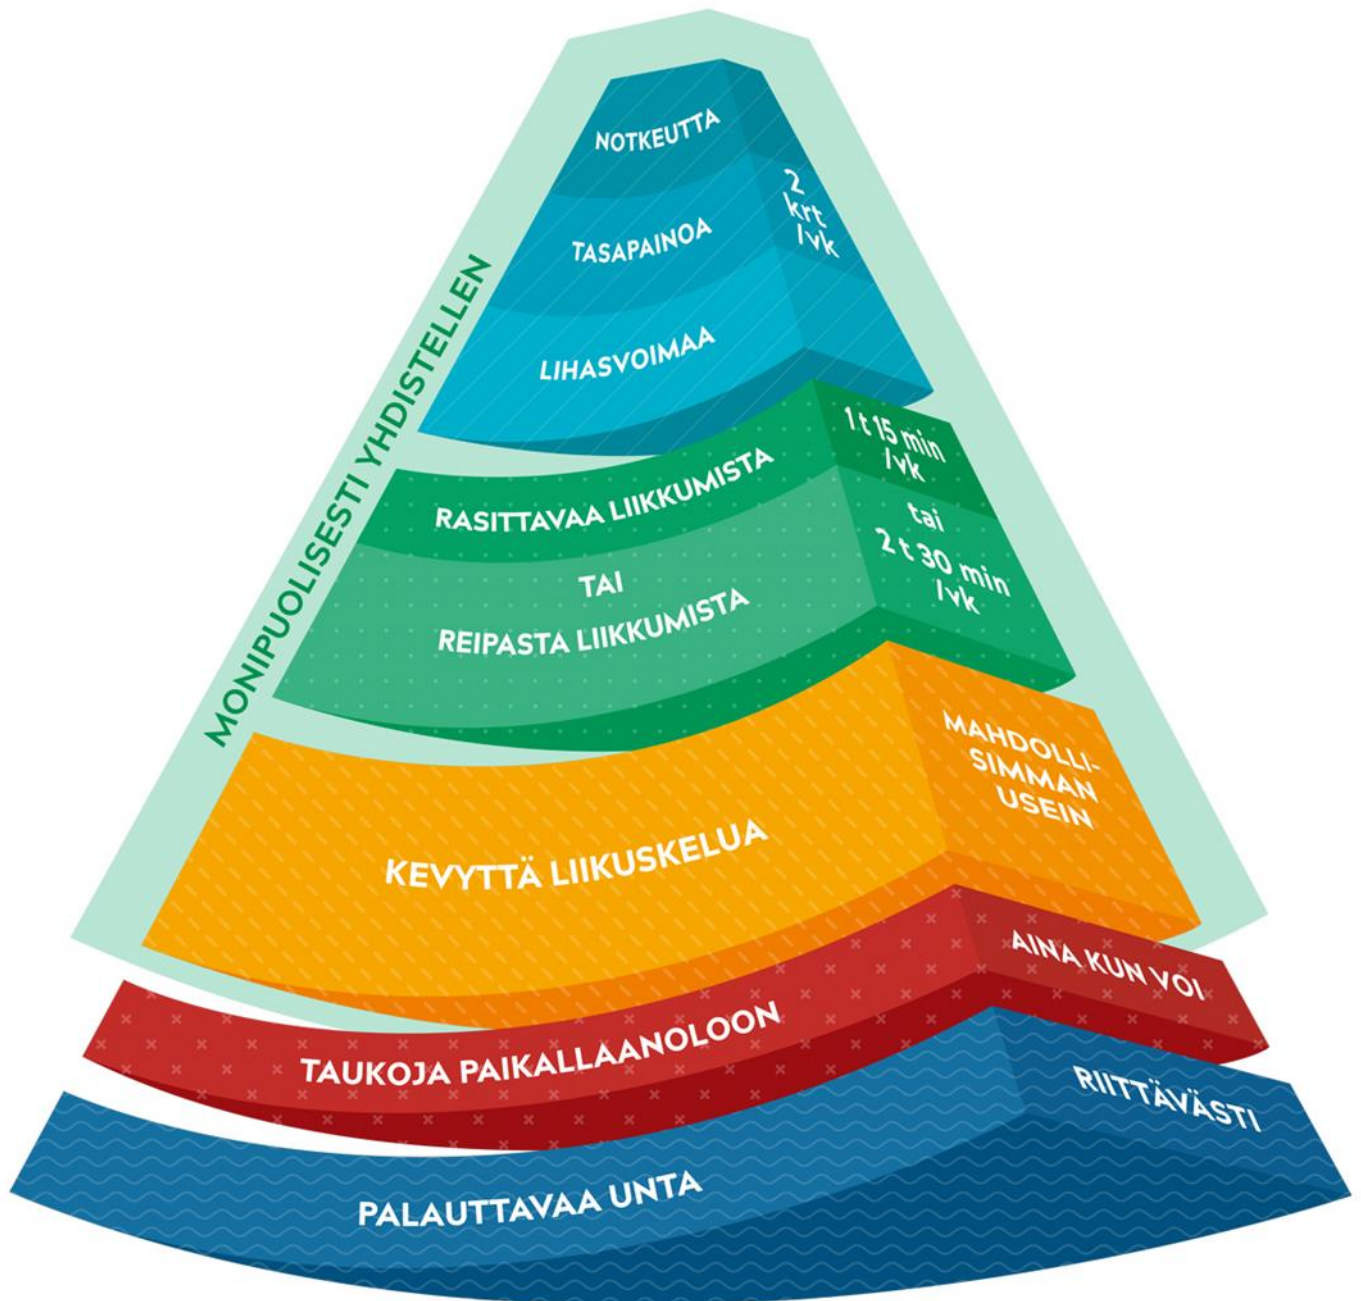 MONIPUOLISESTI YHDISTELLEN
NOTKEUTTA
TASAPAINOA
LIHASVOIMAA
2
krt
/vk
RASITTAVAA LIIKKUMISTA
1 t 15 min
/vk
TAI
REIPASTA LIIKKUMISTA
tai
2 t 30 min
/vk
KEVYTTÄ LIIKUSKELUA
MAHDOLLI-
SIMMAN
USEIN
TAUKOJA PAIKALLAANOLOON
AINA KUN VOI
PALAUTTAVAA UNTA
RIITTÄVÄSTI